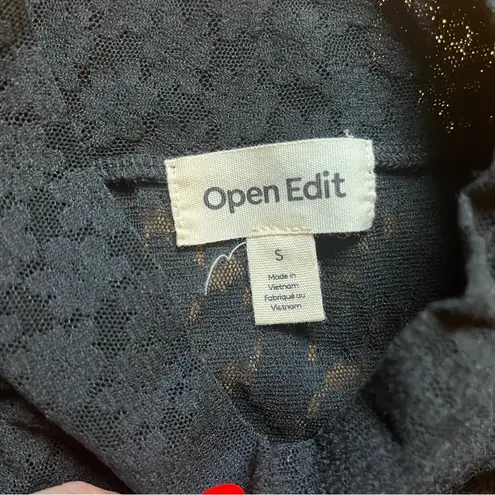 Open Edit
S
Made in
Vietnam
Fabriqué au
Vietnam